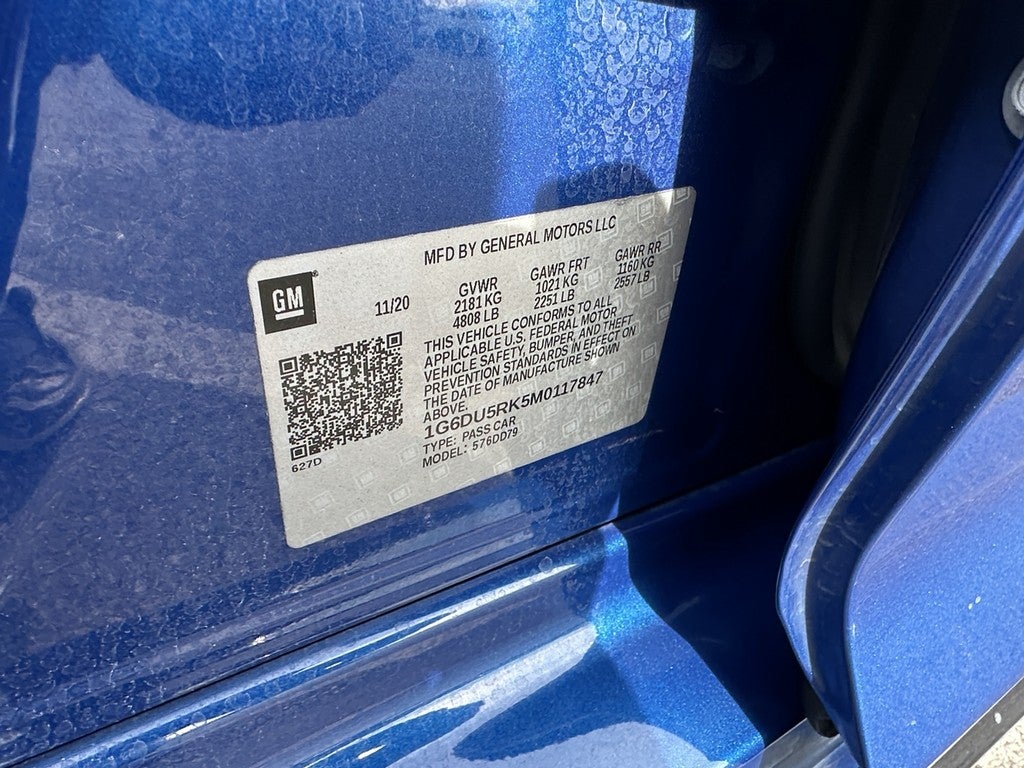 MFD BY GENERAL MOTORS LLC
GM
11/20
GVWR
2181 KG
4808 LB
GAWR FRT
1021 KG
2251 LB
GAWR RR
1160 KG
2557 LB
THIS VEHICLE CONFORMS TO ALL
APPLICABLE U.S. FEDERAL MOTOR
VEHICLE SAFETY, BUMPER, AND THEFT
PREVENTION STANDARDS IN EFFECT ON
THE DATE OF MANUFACTURE SHOWN
ABOVE.
1G6DU5RK5M0117847
TYPE: PASS CAR
MODEL: 576DD79
627D